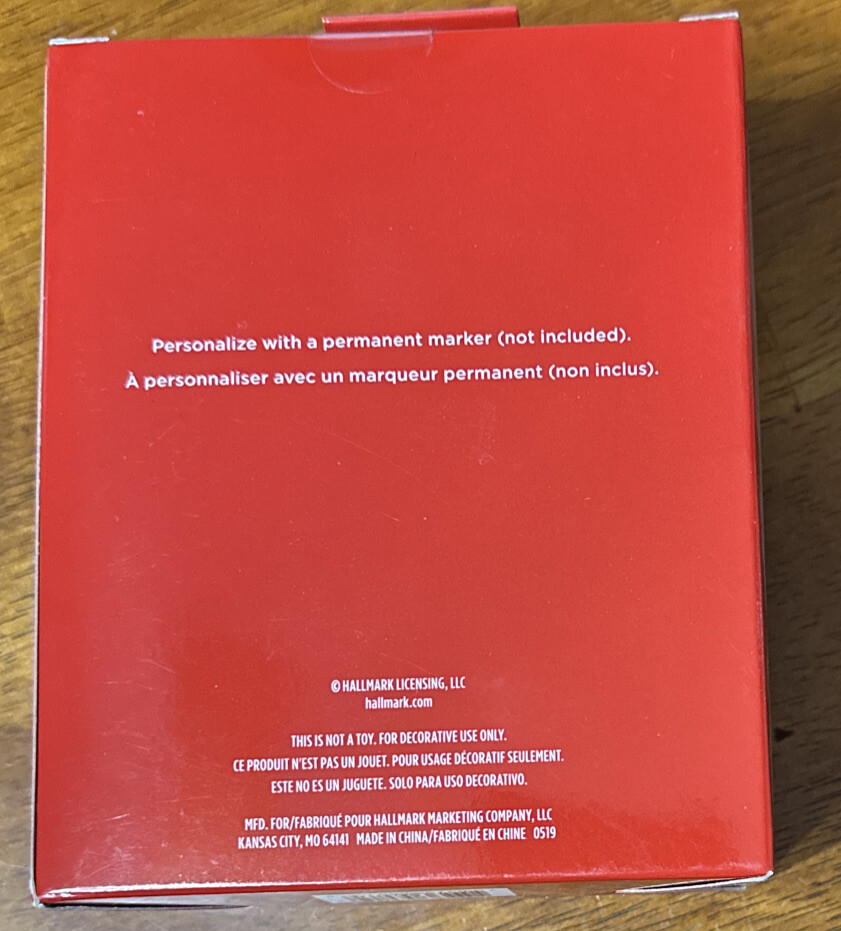 Personalize with a permanent marker (not included).
À personnaliser avec un marqueur permanent (non inclus).
© HALLMARK LICENSING, LLC
hallmark.com
THIS IS NOT A TOY. FOR DECORATIVE USE ONLY.
CE PRODUIT N'EST PAS UN JOUET. POUR USAGE DÉCORATIF SEULEMENT.
ESTE NO ES UN JUGUETE. SOLO PARA USO DECORATIVO.
MFD. FOR/FABRIQUÉ POUR HALLMARK MARKETING COMPANY, LLC
KANSAS CITY, MO 64141 MADE IN CHINA/FABRIQUÉ EN CHINE 0519